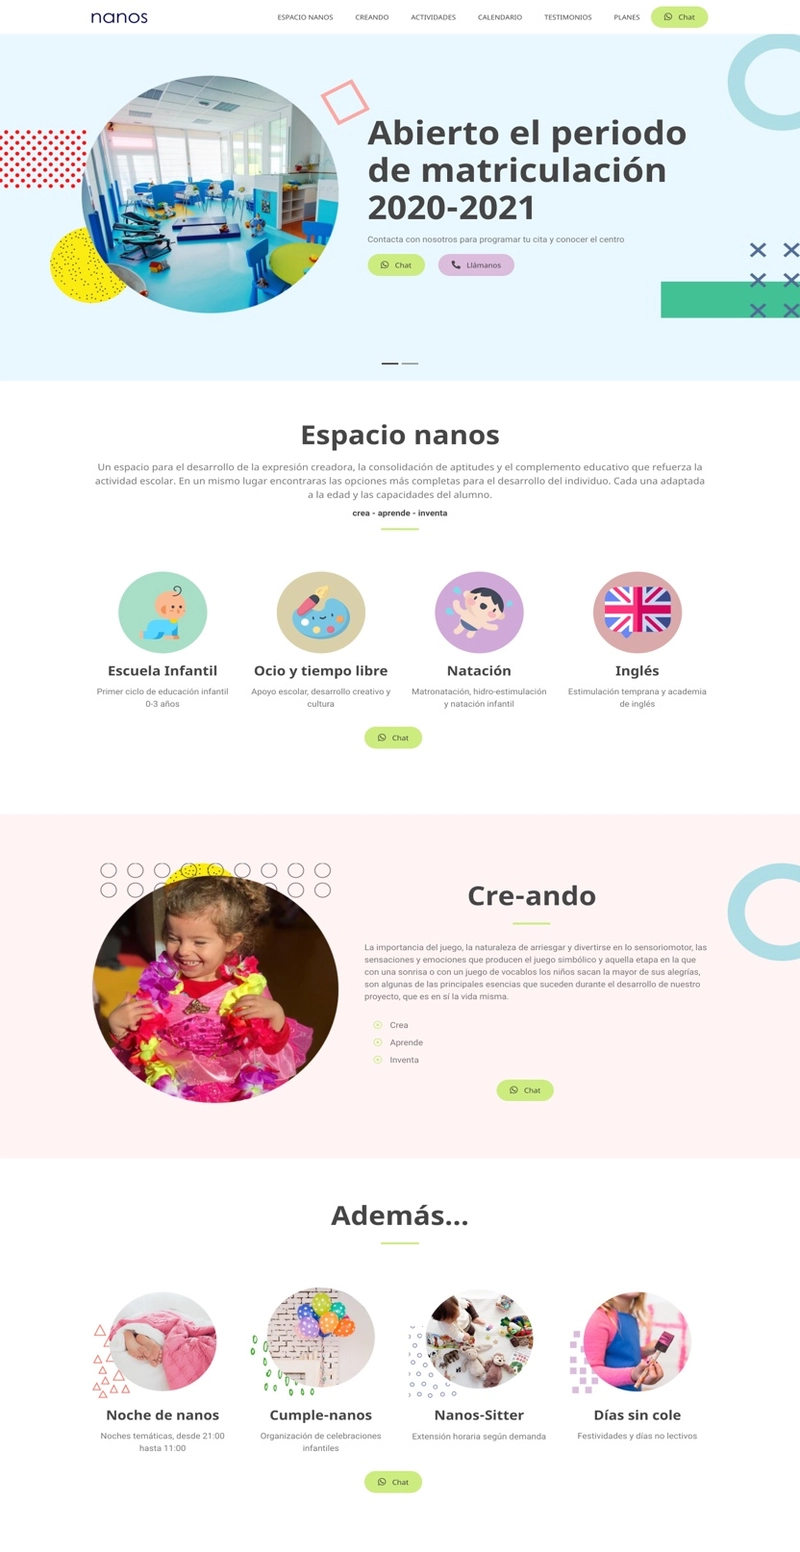 nanos
ESPACIO NANOS CREANDO ACTIVIDADES CALENDARIO TESTIMONIOS PLANES Chat
Abierto el periodo
de matriculación
2020-2021
Contacta con nosotros para programar tu cita y conocer el centro
Chat Llámanos
Espacio nanos
Un espacio para el desarrollo de la expresión creadora, la consolidación de aptitudes y el complemento educativo que refuerza la
actividad escolar. En un mismo lugar encontraras las opciones más completas para el desarrollo del individuo. Cada una adaptada
a la edad y las capacidades del alumno.
crea - aprende - inventa
Escuela Infantil
Primer ciclo de educación infantil
0-3 años
Ocio y tiempo libre
Apoyo escolar, desarrollo creativo y
cultura
Natación
Matronatación, hidro-estimulación
y natación infantil
Inglés
Estimulación temprana y academia
de inglés
Chat
Cre-ando
La importancia del juego, la naturaleza de arriesgar y divertirse en lo sensoriomotor, las
sensaciones y emociones que producen el juego simbólico y aquella etapa en la que
con una sonrisa o con un juego de vocablos los niños sacan la mayor de sus alegrías,
son algunas de las principales esencias que suceden durante el desarrollo de nuestro
proyecto, que es en sí la vida misma.
Crea
Aprende
Inventa
Chat
Además...
Noche de nanos
Noches temáticas, desde 21:00
hasta 11:00
Cumple-nanos
Organización de celebraciones
infantiles
Nanos-Sitter
Extensión horaria según demanda
Días sin cole
Festividades y dias no lectivos
Chat